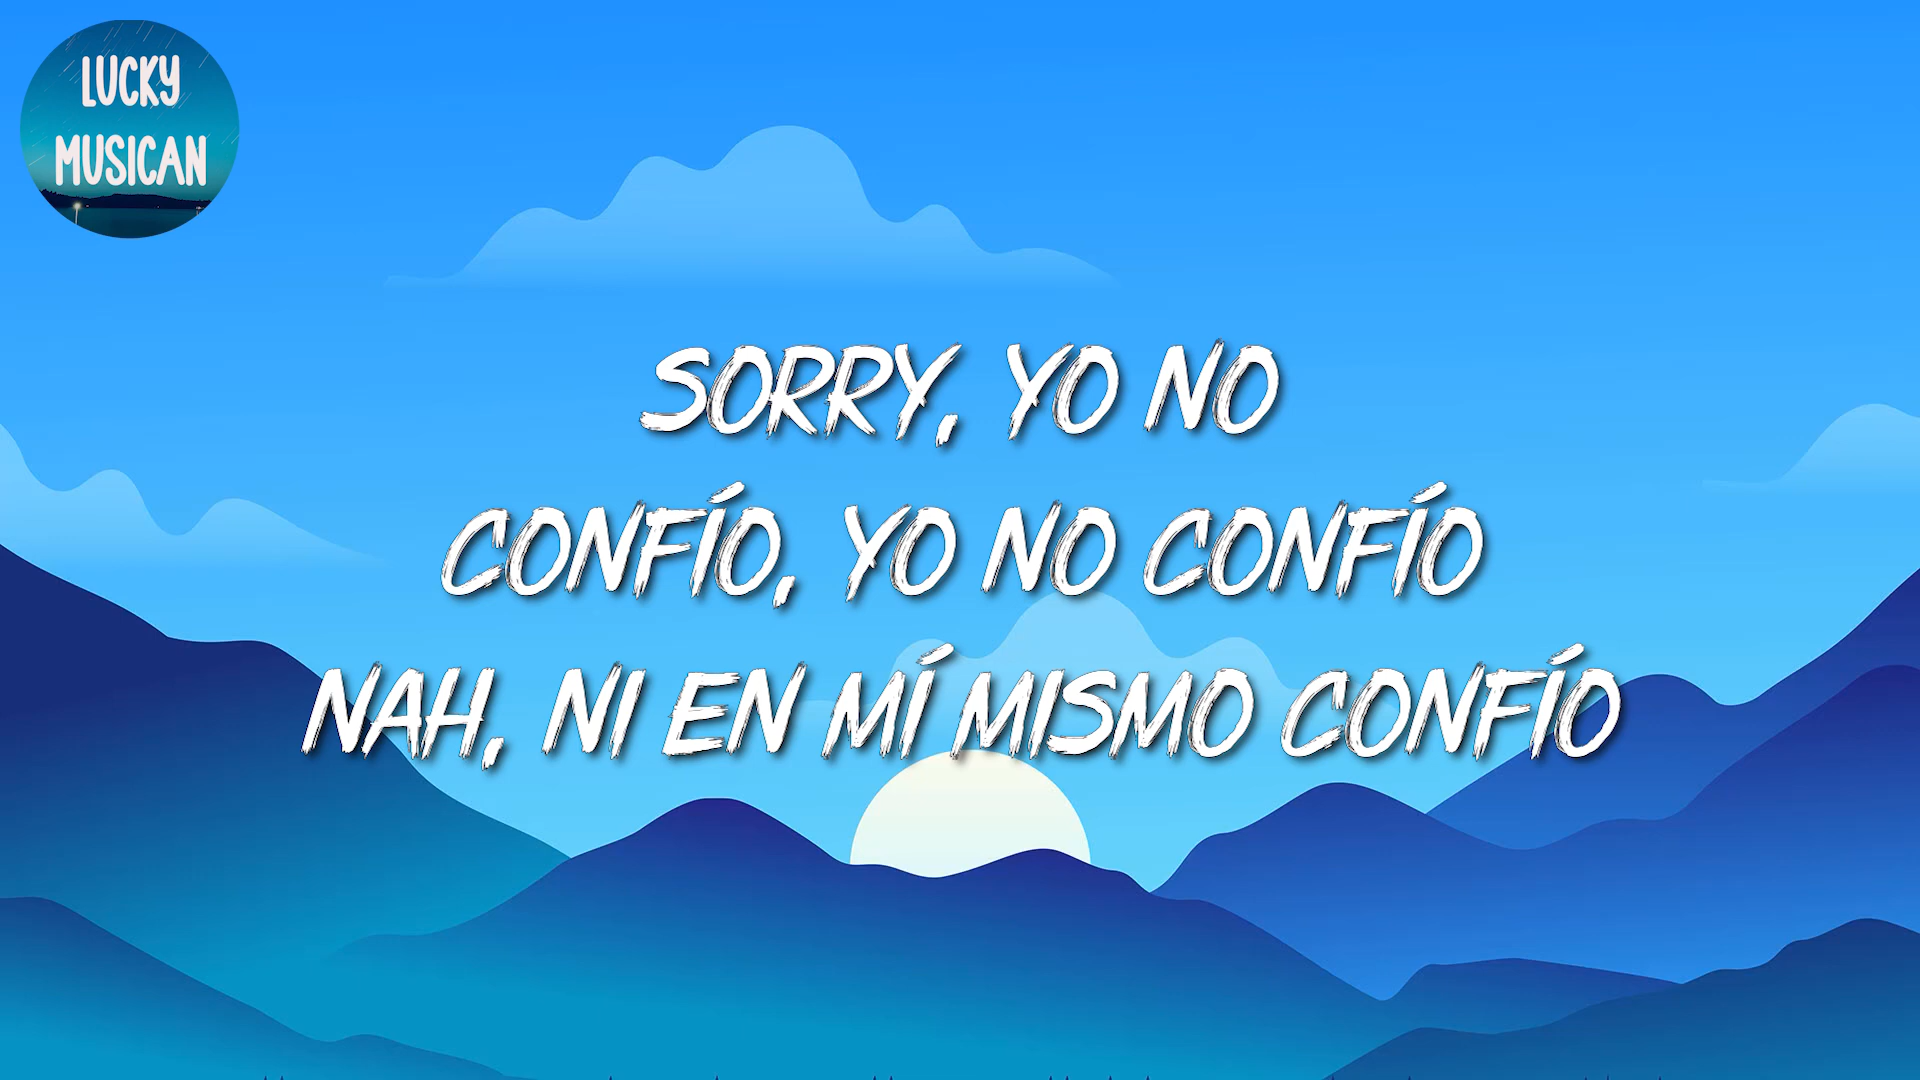 LUCKY
MUSICAN
SORRY, YO NO
CONFÍO, YO NO CONFÍO
NAH, NI EN MÍ MISMO CONFÍO